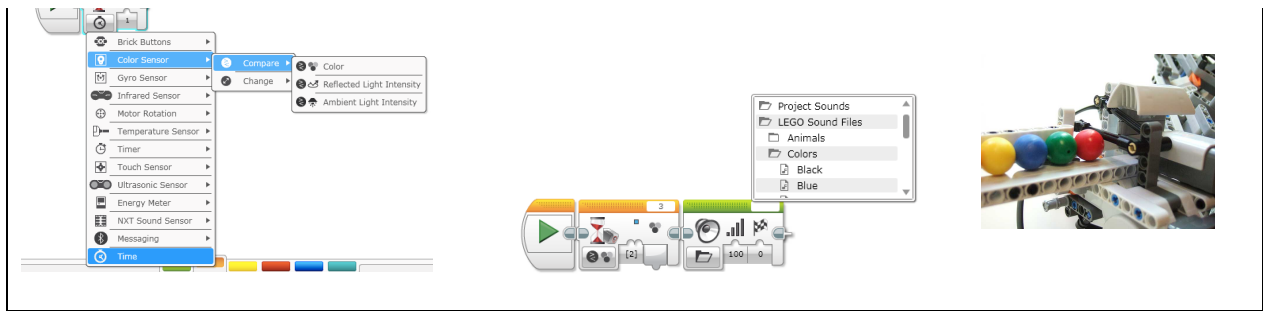 1
Brick Buttons
Color Sensor
Gyro Sensor
Infrared Sensor
Motor Rotation
Temperature Sensor
Timer
Touch Sensor
Ultrasonic Sensor
Energy Meter
NXT Sound Sensor
Messaging
Time
Compare
Change
Color
Reflected Light Intensity
Ambient Light Intensity
Project Sounds
LEGO Sound Files
Animals
Colors
Black
Blue
3
[2]
100 0